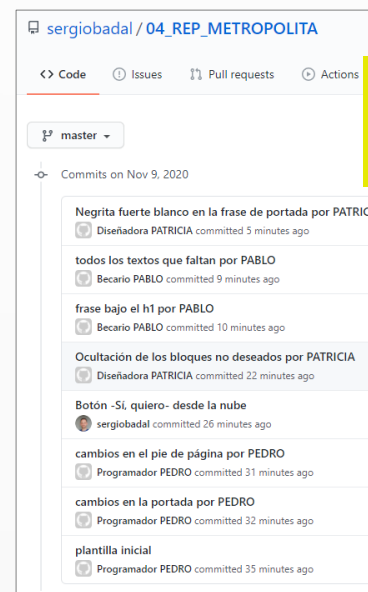 sergiobadal / 04_REP_METROPOLITA
Code Issues Pull requests Actions
master
Commits on Nov 9, 2020
Negrita fuerte blanco en la frase de portada por
Diseñadora PATRICIA committed 5 minutes ago
todos los textos que faltan por PABLO
Becario PABLO committed 9 minutes ago
frase bajo el h1 por PABLO
Becario PABLO committed 10 minutes ago
Ocultación de los bloques no deseados por PATRICIA
Diseñadora PATRICIA committed 22 minutes ago
Botón -Sí, quiero- desde la nube
sergiobadal committed 26 minutes ago
cambios en el pie de página por PEDRO
Programador PEDRO committed 31 minutes ago
cambios en la portada por PEDRO
Programador PEDRO committed 32 minutes ago
plantilla inicial
Programador PEDRO committed 35 minutes ago